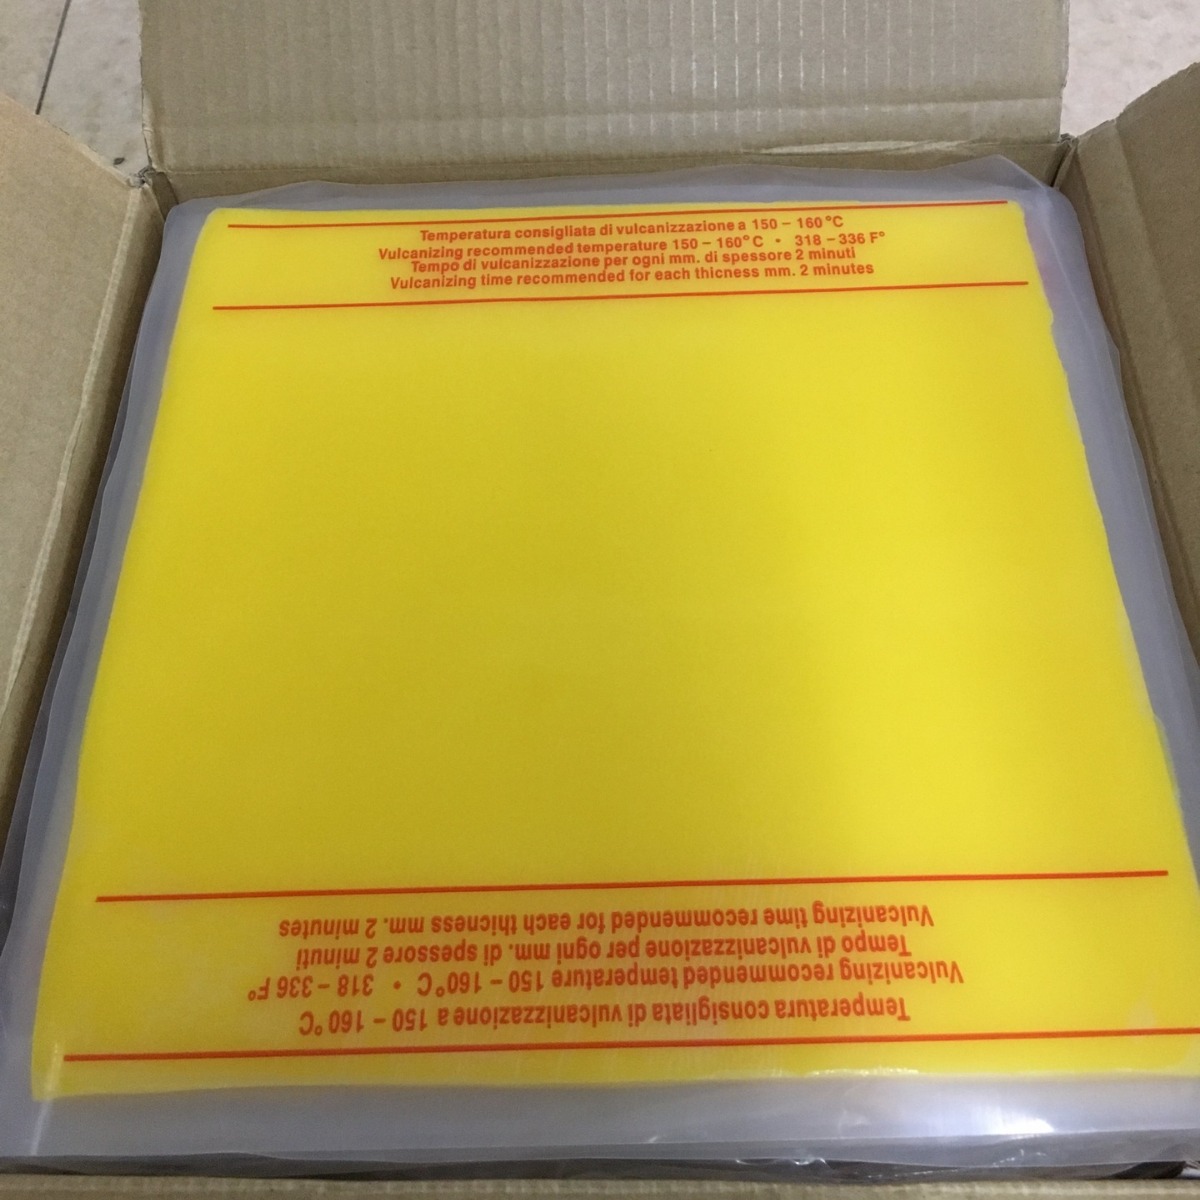 Temperatura consigliata di vulcanizzazione a 150 – 160 °C
Vulcanizing recommended temperature 150 – 160° C • 318 – 336 F°
Tempo di vulcanizzazione per ogni mm. di spessore 2 minuti
Vulcanizing time recommended for each thicness mm. 2 minutes
Temperatura consigliata di vulcanizzazione a 150 – 160 °C
Vulcanizing recommended temperature 150 – 160° C • 318 – 336 F°
Tempo di vulcanizzazione per ogni mm. di spessore 2 minuti
Vulcanizing time recommended for each thicness mm. 2 minutes